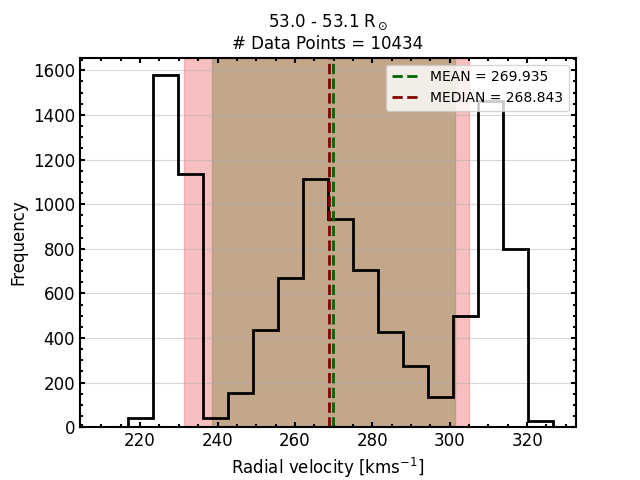 53.0 - 53.1 R⊙
# Data Points = 10434
MEAN = 269.935
MEDIAN = 268.843
Frequency
1600
1400
1200
1000
800
600
400
200
0
220 240 260 280 300 320
Radial velocity [kms⁻¹]